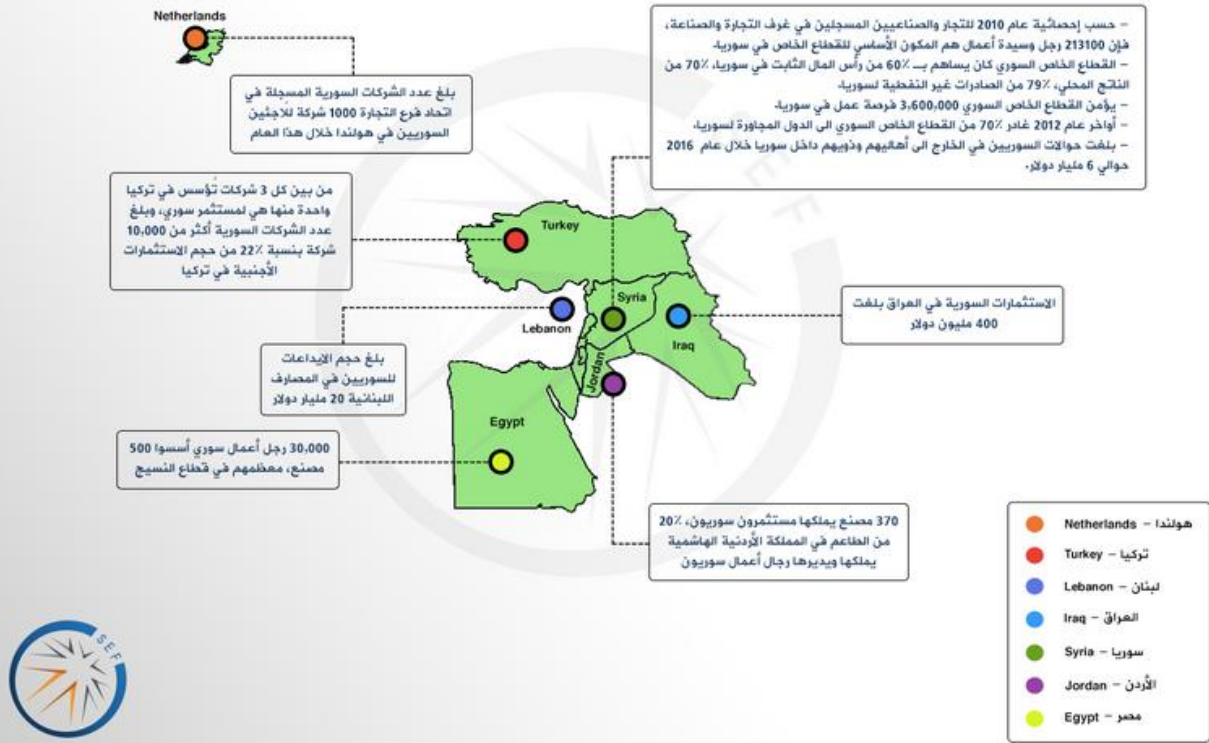 Netherlands
بلغ عدد الشركات السورية المسجلة في
اتحاد فرع التجارة 1000 شركة للاجئين
السوريين في هولندا خلال هذا العام
– حسب إحصائية عام 2010 للتجار والصناعيين المسجلين في غرف التجارة والصناعة،
فإن 213100 رجل وسيدة أعمال هم المكون الأساسي للقطاع الخاص في سوريا.
– القطاع الخاص السوري كان يساهم بـ 60٪ من رأس المال الثابت في سوريا، 70٪ من
الناتج المحلي، 79٪ من الصادرات غير النفطية لسوريا.
– يؤمن القطاع الخاص السوري 3,600,000 فرصة عمل في سوريا.
– أواخر عام 2012 غادر 70٪ من القطاع الخاص السوري الى الدول المجاورة لسوريا.
– بلغت حوالات السوريين في الخارج الى أهاليهم وذويهم داخل سوريا خلال عام 2016
حوالي 6 مليار دولار.
من بين كل 3 شركات تُؤسس في تركيا
واحدة منها هي لمستثمر سوري، وبلغ
عدد الشركات السورية أكثر من 10,000
شركة بنسبة 22٪ من حجم الاستثمارات
الأجنبية في تركيا
Turkey
Syria
Lebanon
Iraq
Jordan
Egypt
الاستثمارات السورية في العراق بلغت
400 مليون دولار
بلغ حجم الايداعات
للسوريين في المصارف
اللبنانية 20 مليار دولار
30,000 رجل أعمال سوري أسسوا 500
مصنع، معظمهم في قطاع النسيج
370 مصنع يملكها مستثمرون سوريون، 20٪
من الطاعم في المملكة الأردنية الهاشمية
يملكها ويديرها رجال أعمال سوريون
Netherlands – هولندا
Turkey – تركيا
Lebanon – لبنان
Iraq – العراق
Syria – سوريا
Jordan – الأردن
Egypt – مصر
SEF
SEF